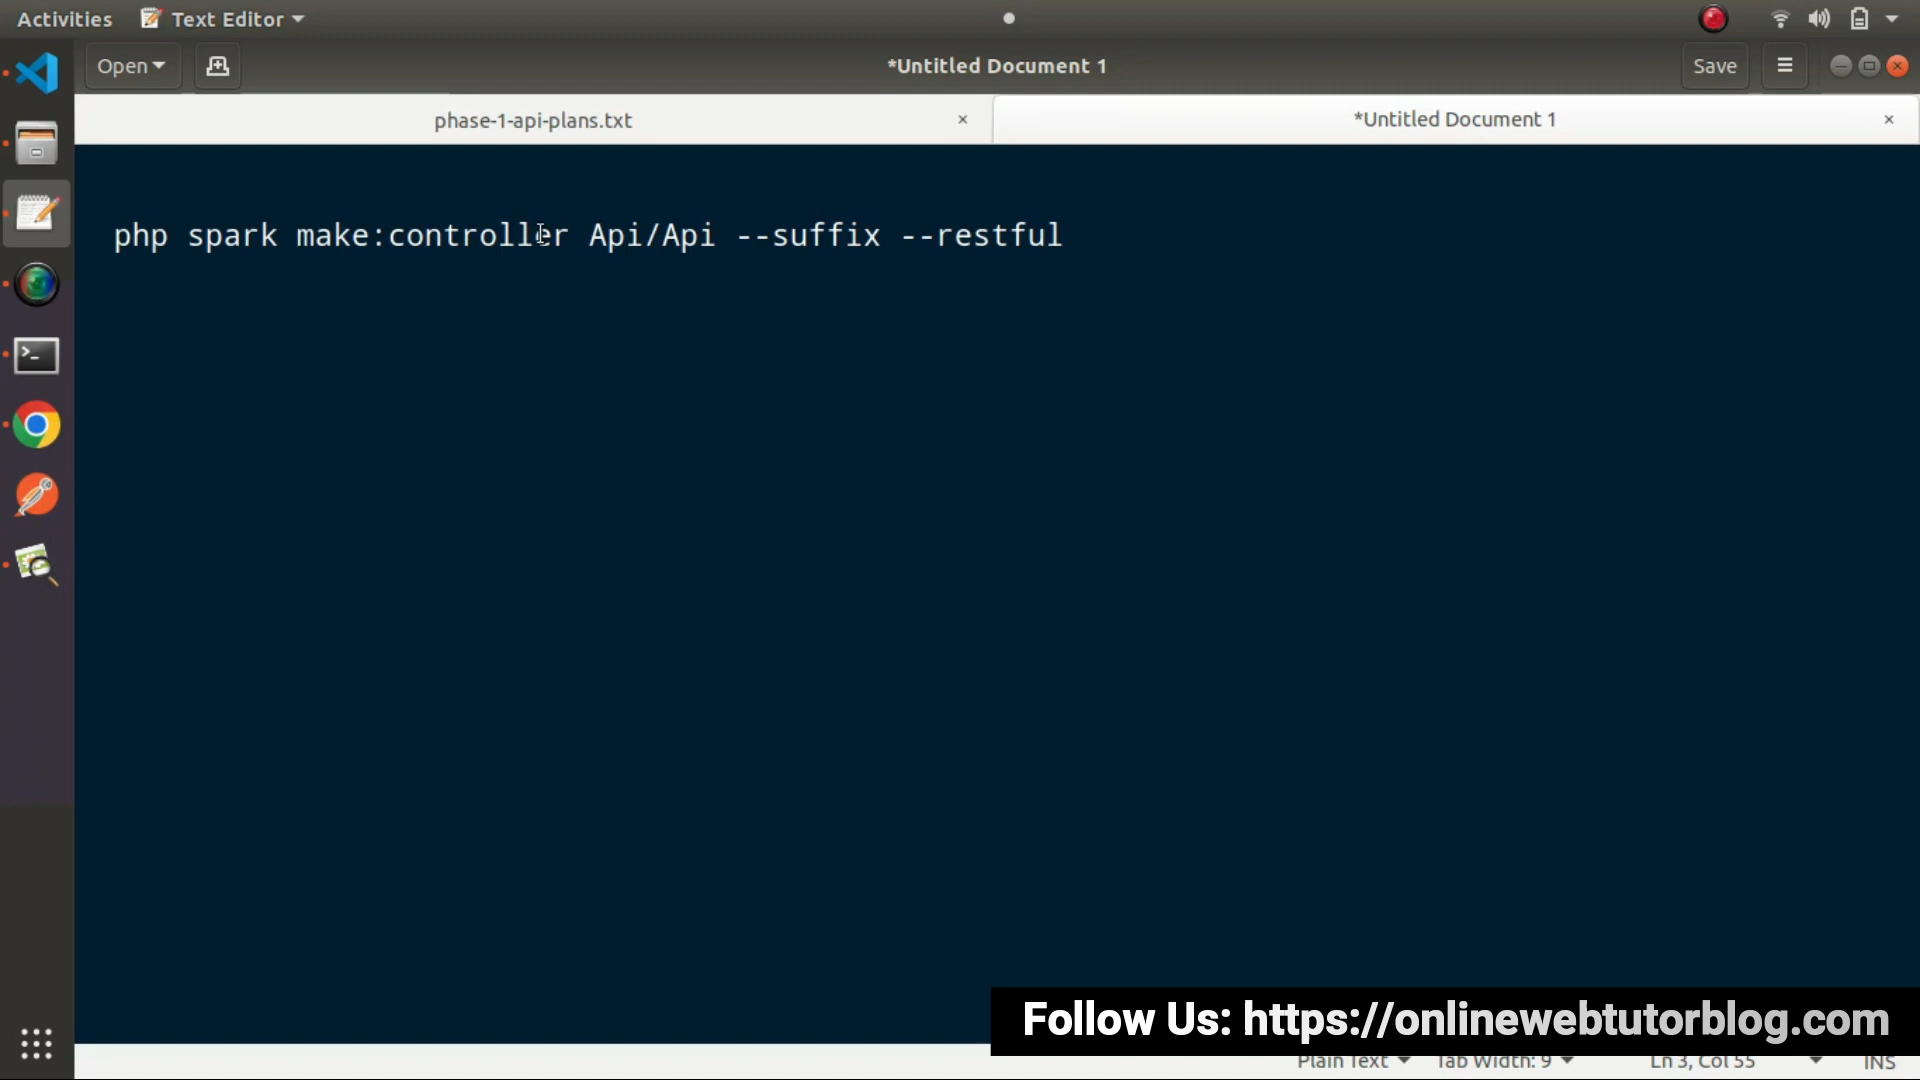 Activities Text Editor
Open *Untitled Document 1 Save
phase-1-api-plans.txt *Untitled Document 1
php spark make:controller Api/Api --suffix --restful
Follow Us: https://onlinewebtutorblog.com
Plain Text Tab Width: 9 Ln 3, Col 55 INS